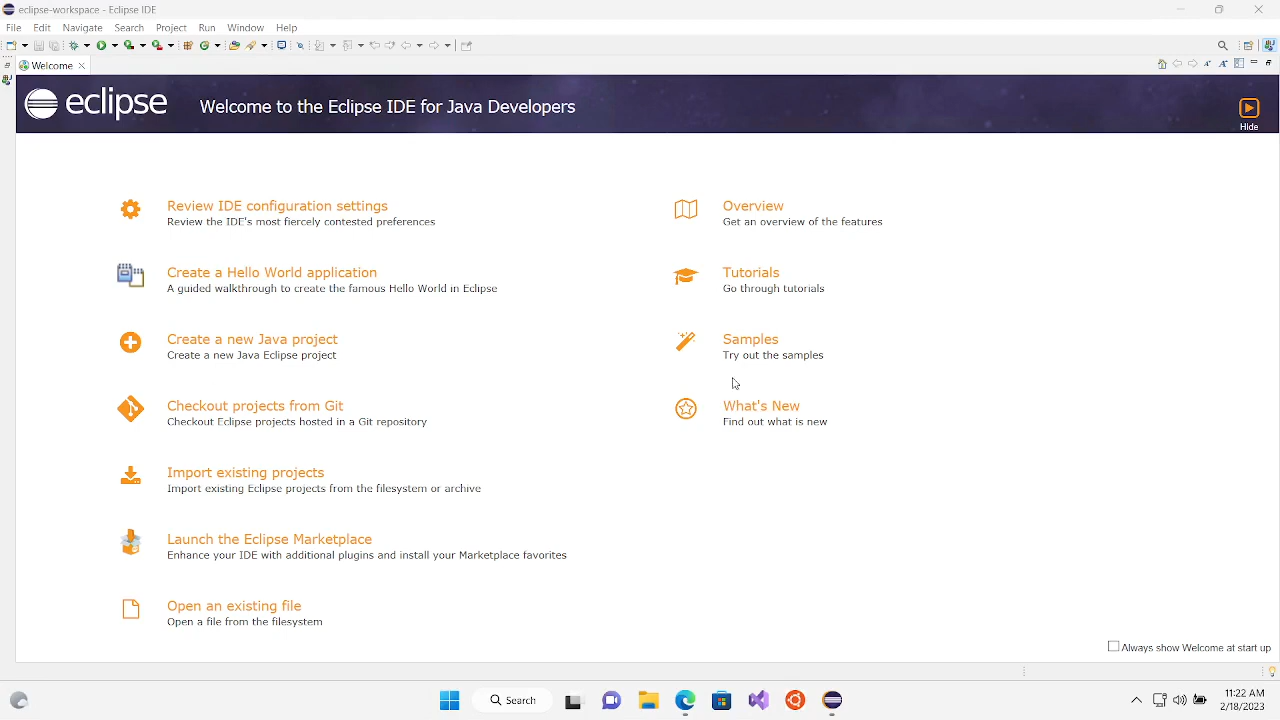 eclipse-workspace - Eclipse IDE
File Edit Navigate Search Project Run Window Help
Welcome
eclipse
Welcome to the Eclipse IDE for Java Developers
Hide
Review IDE configuration settings
Review the IDE's most fiercely contested preferences
Overview
Get an overview of the features
Create a Hello World application
A guided walkthrough to create the famous Hello World in Eclipse
Tutorials
Go through tutorials
Create a new Java project
Create a new Java Eclipse project
Samples
Try out the samples
Checkout projects from Git
Checkout Eclipse projects hosted in a Git repository
What's New
Find out what is new
Import existing projects
Import existing Eclipse projects from the filesystem or archive
Launch the Eclipse Marketplace
Enhance your IDE with additional plugins and install your Marketplace favorites
Open an existing file
Open a file from the filesystem
Always show Welcome at start up
Search
11:22 AM
2/18/2023